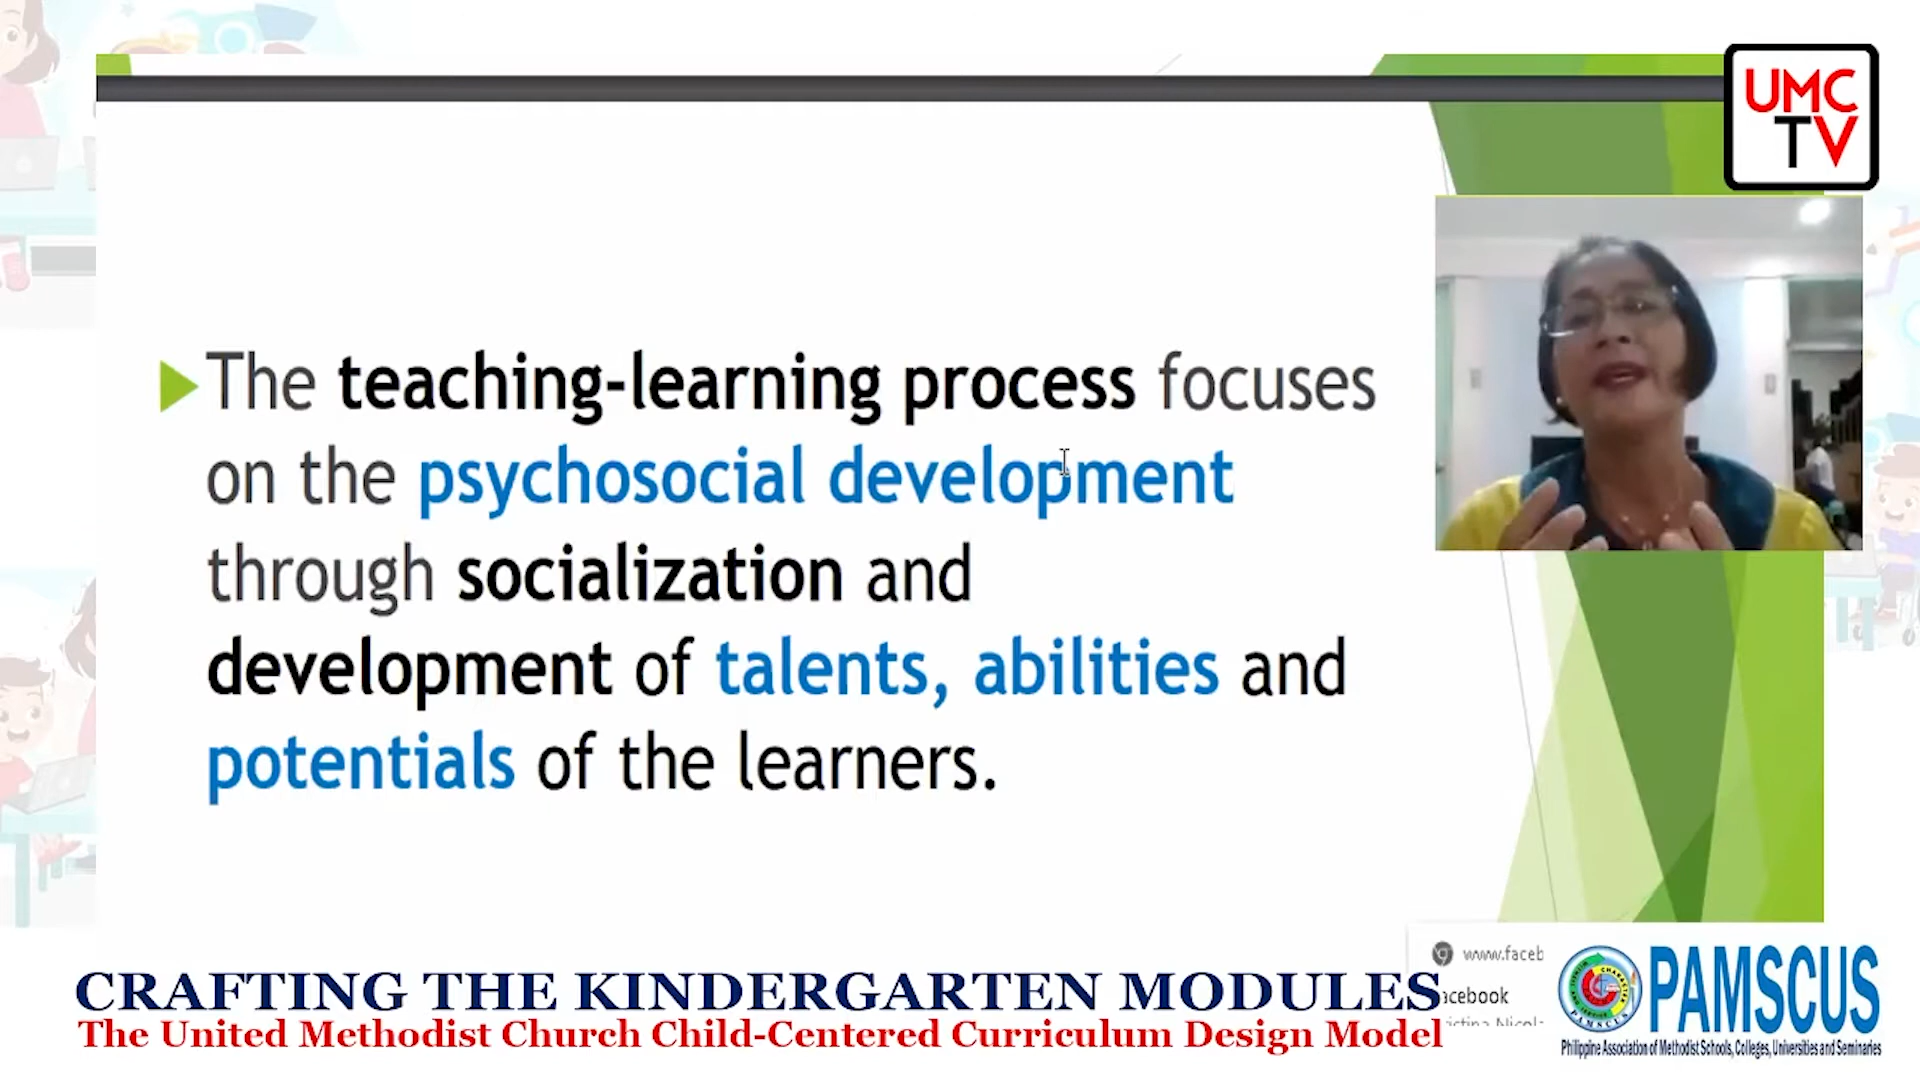 UMC
TV
The teaching-learning process focuses
on the psychosocial development
through socialization and
development of talents, abilities and
potentials of the learners.
www.faceb
acebook
CRAFTING THE KINDERGARTEN MODULES
The United Methodist Church Child-Centered Curriculum Design Model
PAMSCUS
Philippine Association of Methodist Schools, Colleges, Universities and Seminaries